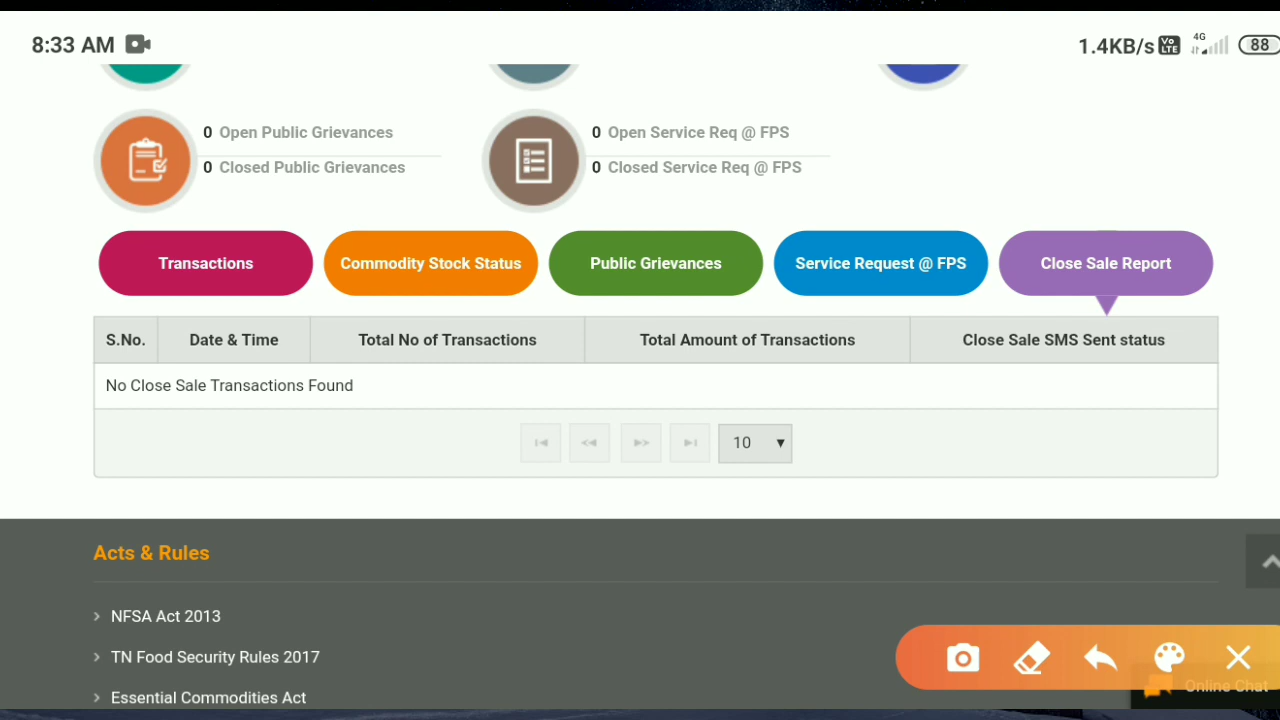 8:33 AM
1.4KB/s Vo LTE 4G 88
0 Open Public Grievances
0 Closed Public Grievances
0 Open Service Req @ FPS
0 Closed Service Req @ FPS
Transactions
Commodity Stock Status
Public Grievances
Service Request @ FPS
Close Sale Report
S.No. Date & Time Total No of Transactions Total Amount of Transactions Close Sale SMS Sent status
No Close Sale Transactions Found
10
Acts & Rules
NFSA Act 2013
TN Food Security Rules 2017
Essential Commodities Act
Online Chat